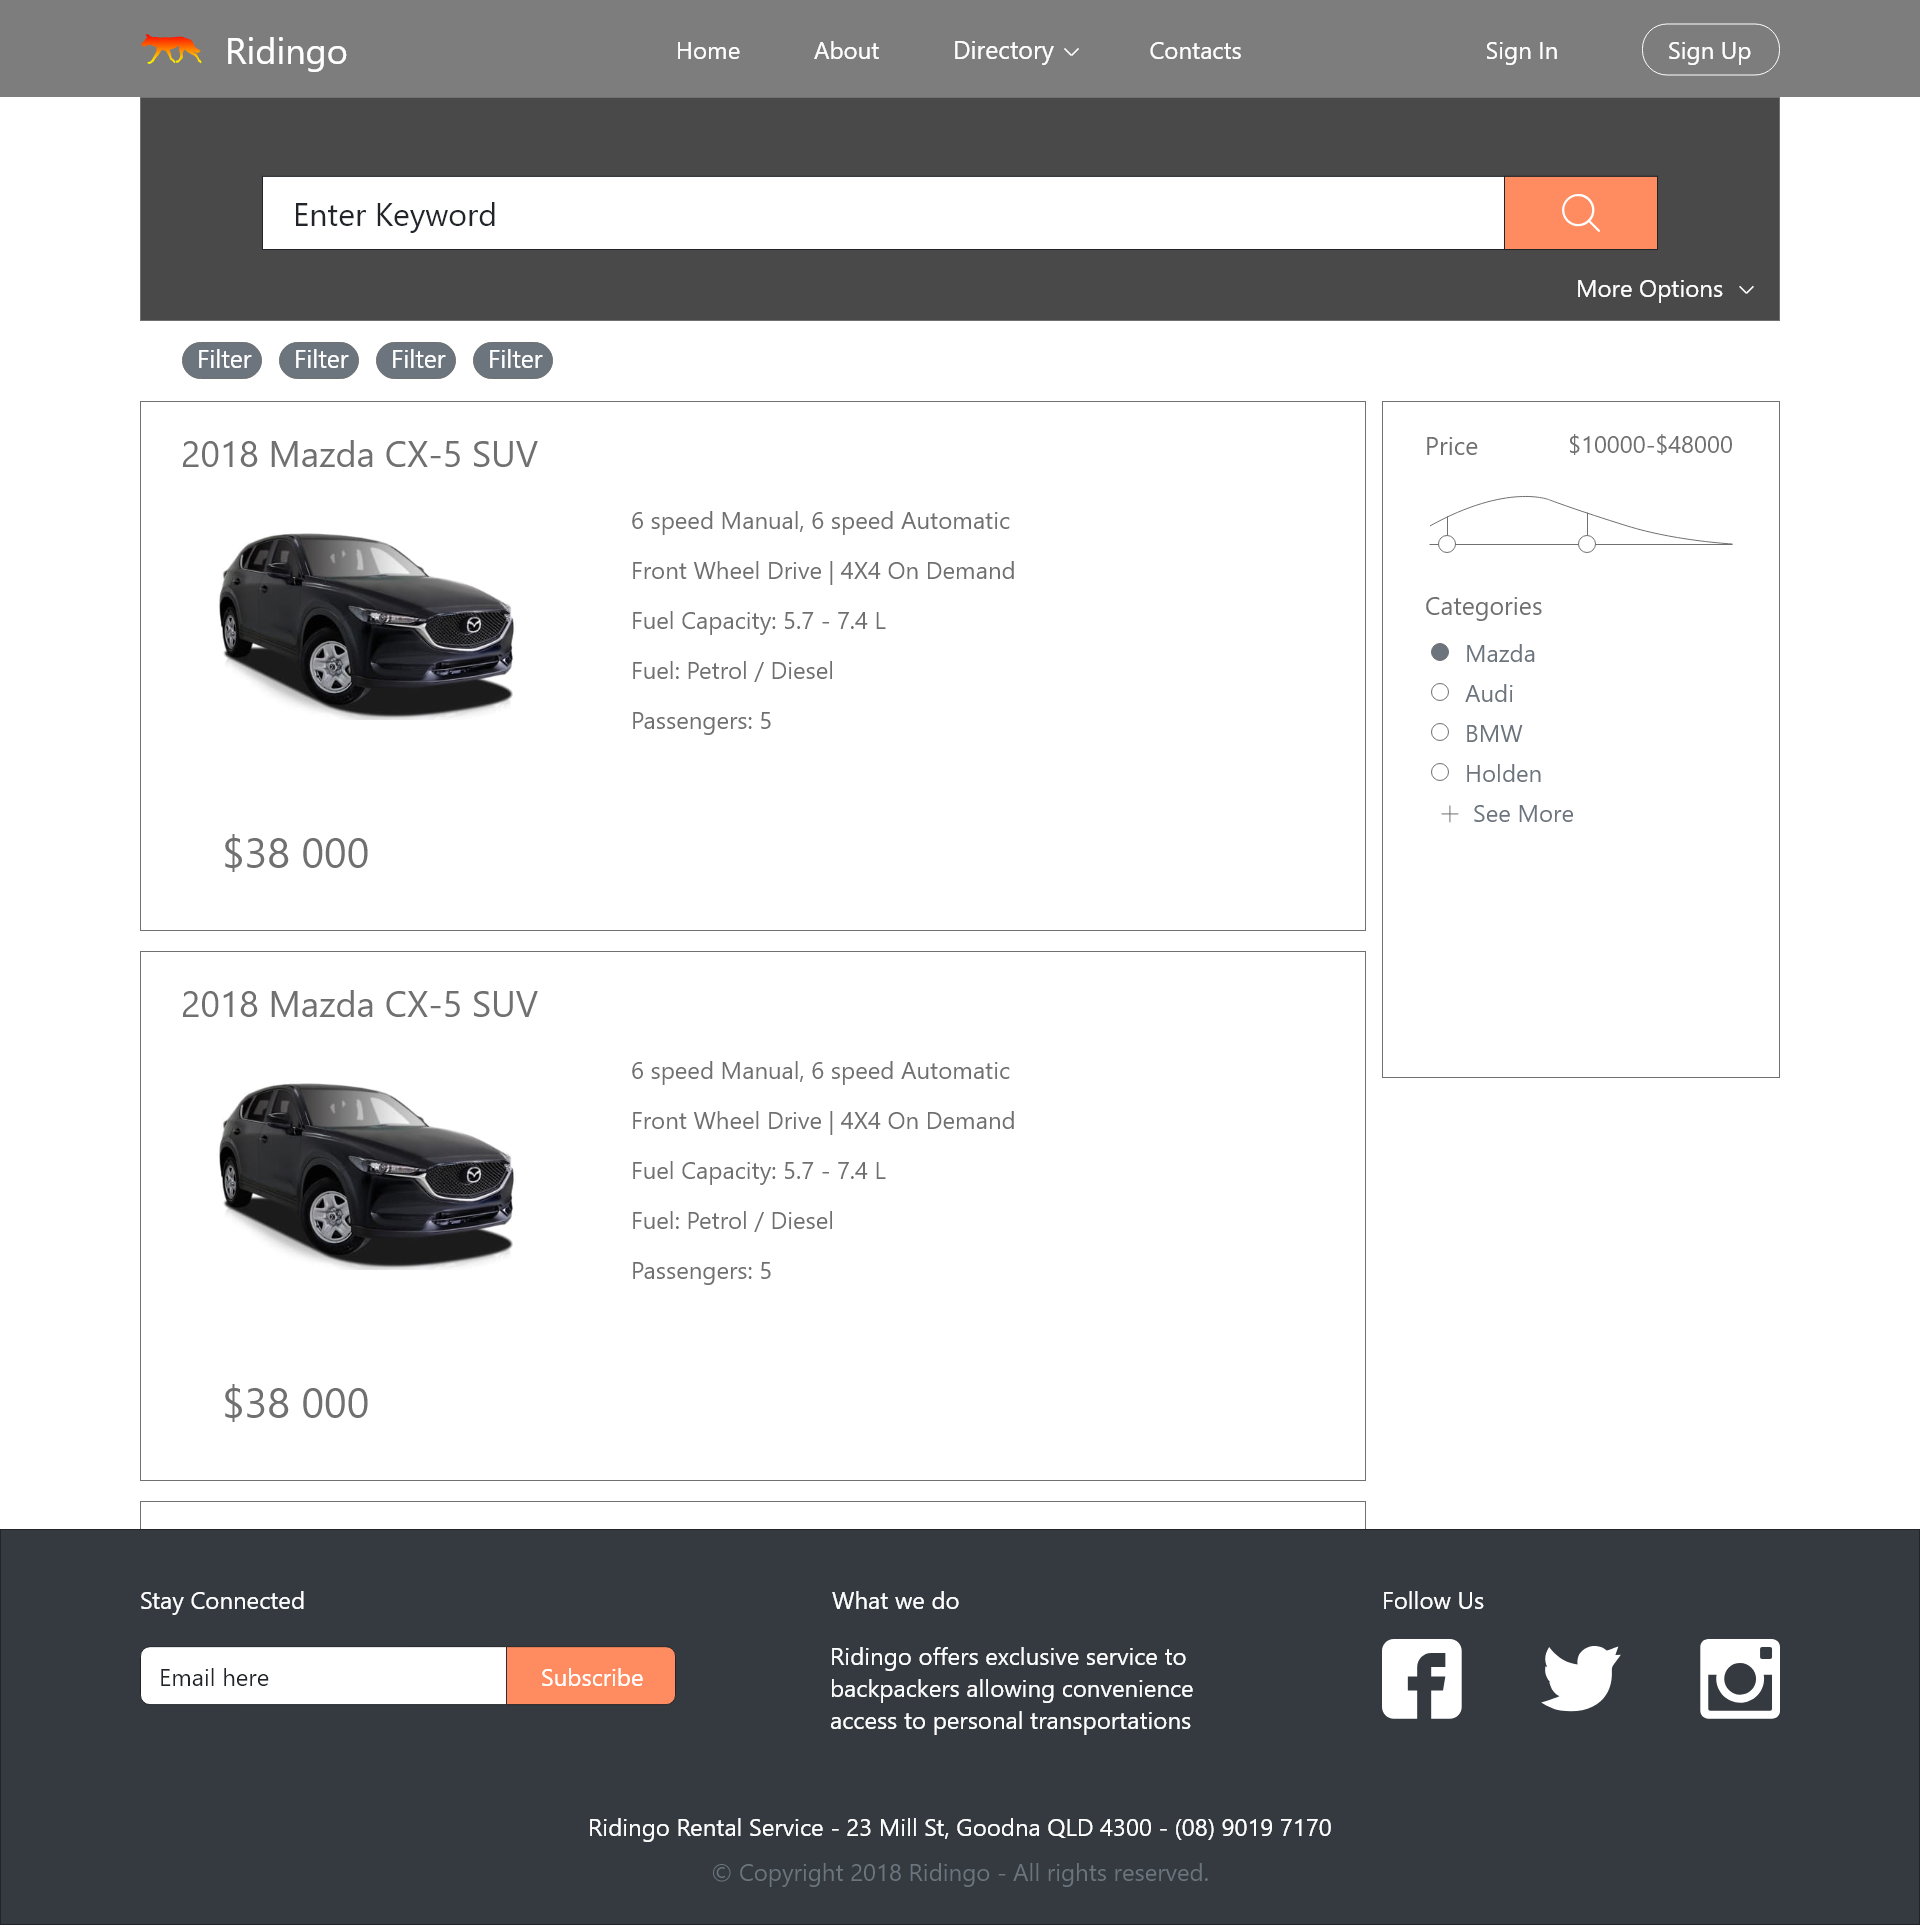 Ridingo
Home About Directory Contacts Sign In Sign Up
Enter Keyword
More Options
Filter Filter Filter Filter
2018 Mazda CX-5 SUV
6 speed Manual, 6 speed Automatic
Front Wheel Drive | 4X4 On Demand
Fuel Capacity: 5.7 - 7.4 L
Fuel: Petrol / Diesel
Passengers: 5
$38 000
Price $10000-$48000
Categories
Mazda
Audi
BMW
Holden
See More
2018 Mazda CX-5 SUV
6 speed Manual, 6 speed Automatic
Front Wheel Drive | 4X4 On Demand
Fuel Capacity: 5.7 - 7.4 L
Fuel: Petrol / Diesel
Passengers: 5
$38 000
Stay Connected
Email here Subscribe
What we do
Ridingo offers exclusive service to
backpackers allowing convenience
access to personal transportations
Follow Us
Ridingo Rental Service - 23 Mill St, Goodna QLD 4300 - (08) 9019 7170
© Copyright 2018 Ridingo - All rights reserved.